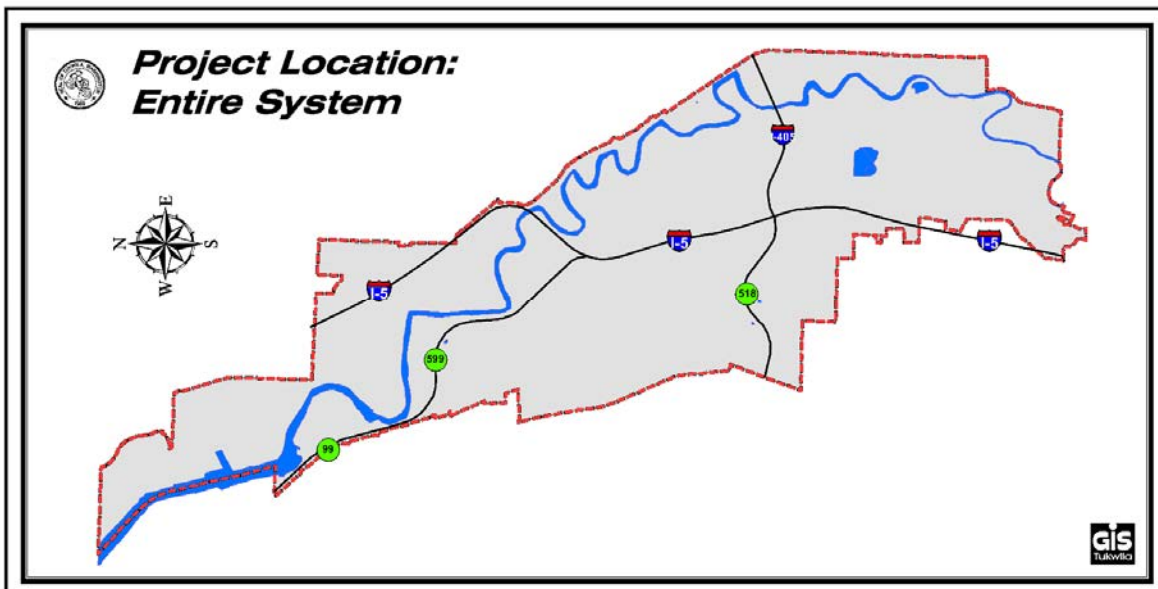 Project Location:
Entire System
E
N
S
W
I-405
I-5
I-5
I-5
518
599
99
GIS
Tukwila